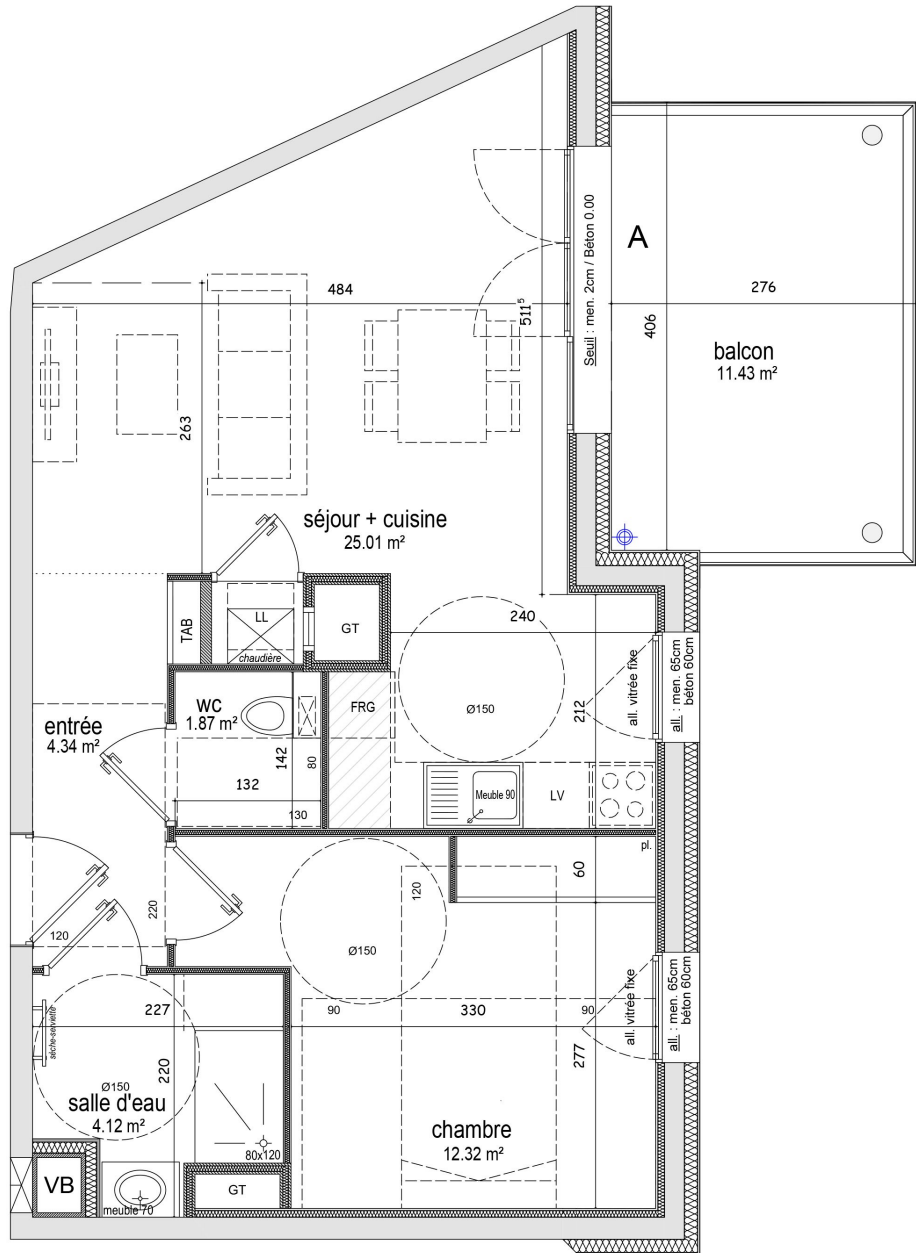 A
484
276
Seuil : men. 2cm / Béton 0.00
511⁵
406
balcon
11.43 m²
263
séjour + cuisine
25.01 m²
TAB
LL
chaudière
GT
240
all. vitrée fixe
all. : men. 65cm
béton 60cm
wc
1.87 m²
FRG
Ø150
212
entrée
4.34 m²
142
80
132
130
Meuble 90
LV
pl.
60
120
220
120
Ø150
all. vitrée fixe
all. : men. 65cm
béton 60cm
227
90
330
90
sèche-serviette
220
277
Ø150
salle d'eau
4.12 m²
chambre
12.32 m²
80x120
VB
GT
meuble 70